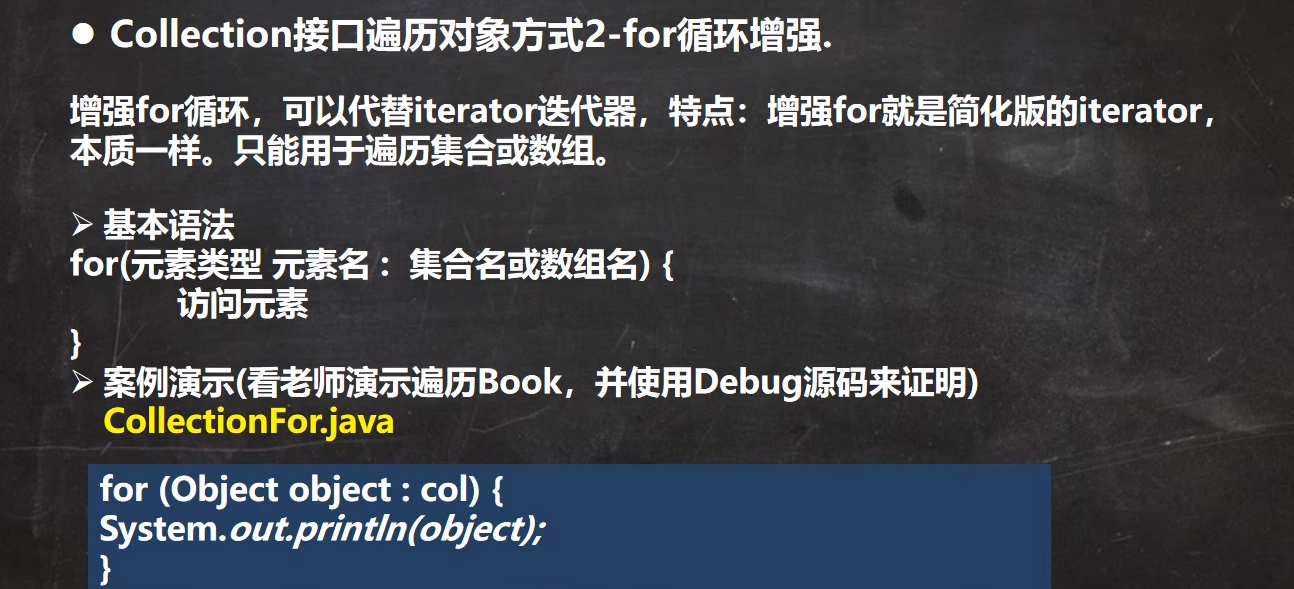 ● Collection接口遍历对象方式2-for循环增强.
增强for循环，可以代替iterator迭代器，特点：增强for就是简化版的iterator，
本质一样。只能用于遍历集合或数组。
➢ 基本语法
for(元素类型 元素名：集合名或数组名) {
访问元素
}
➢ 案例演示(看老师演示遍历Book，并使用Debug源码来证明)
CollectionFor.java
for (Object object : col) {
System.out.println(object);
}